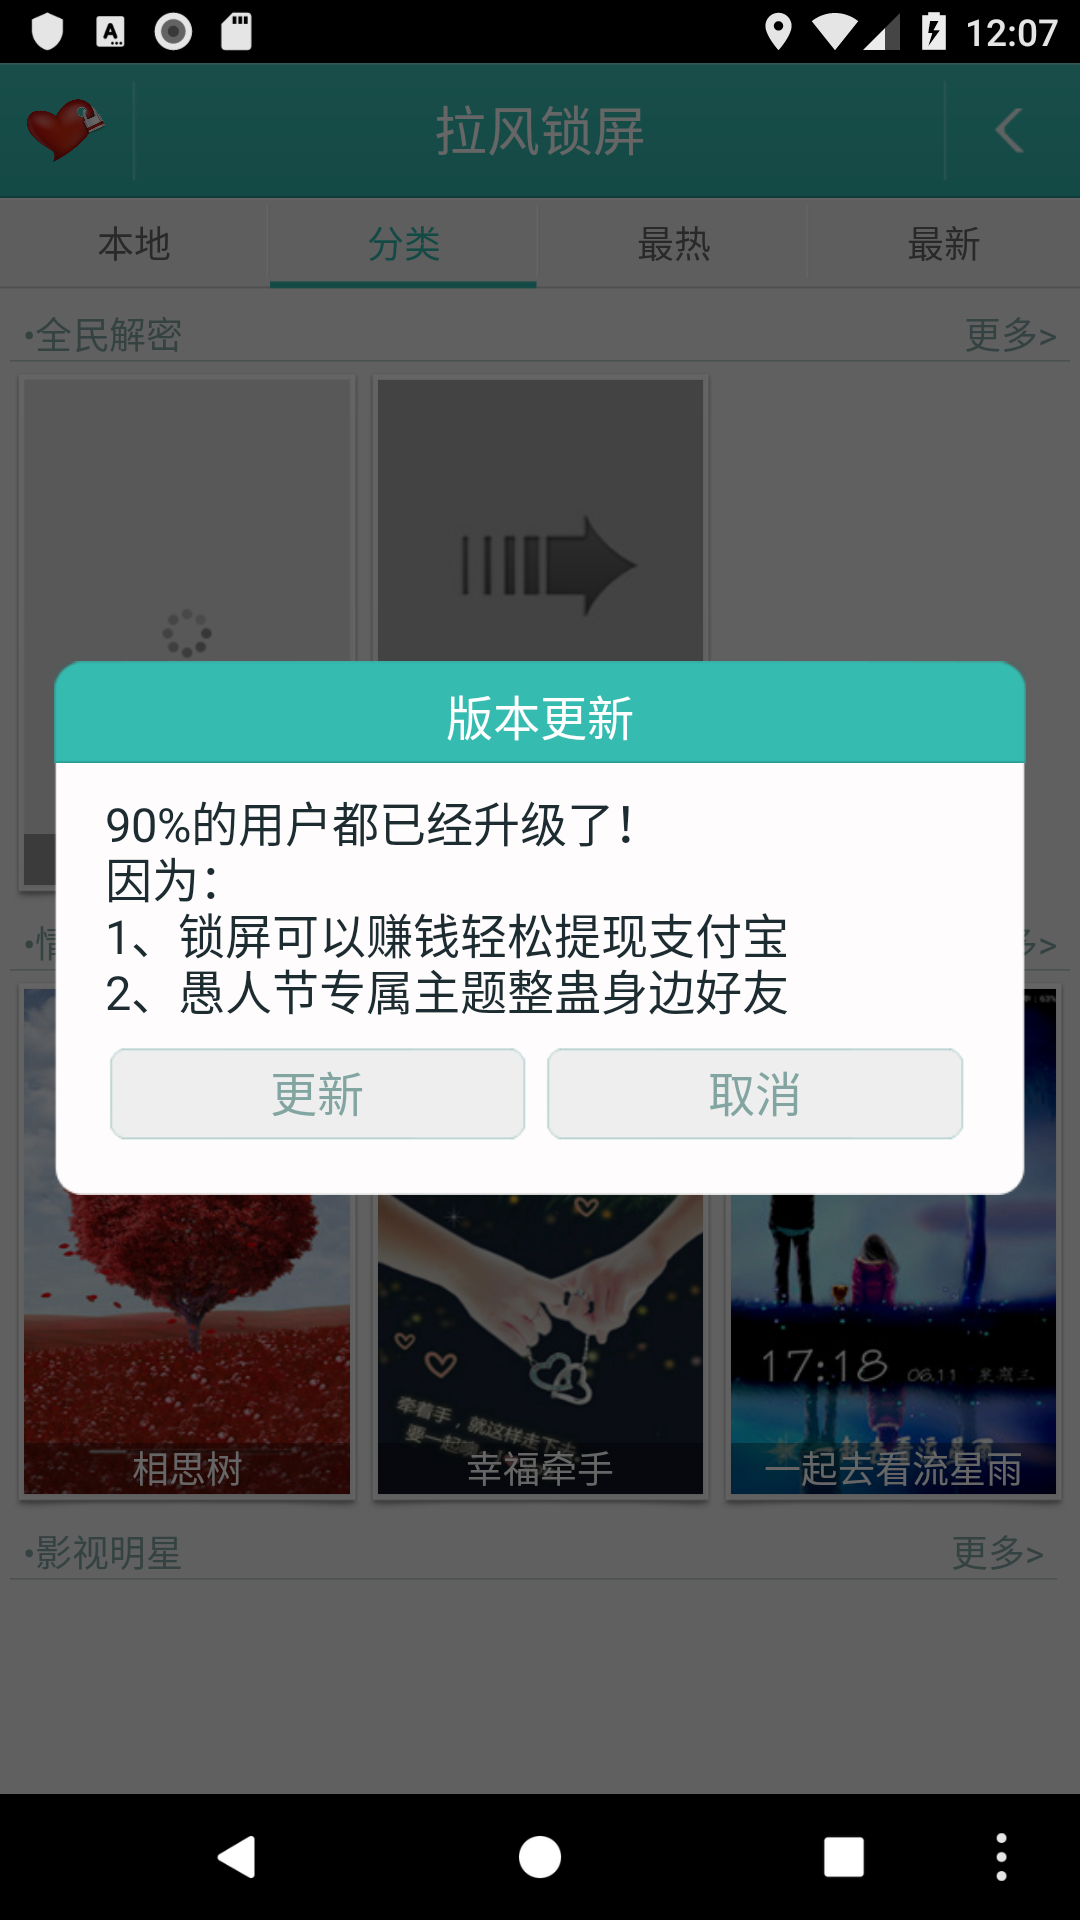 12:07
拉风锁屏
本地 分类 最热 最新
•全民解密 更多>
版本更新
90%的用户都已经升级了！
因为：
1、锁屏可以赚钱轻松提现支付宝
2、愚人节专属主题整蛊身边好友
更新 取消
17:18 06.11 星期三
牵着手，就这样走下去
要一起
相思树 幸福牵手 一起去看流星雨
•影视明星 更多>